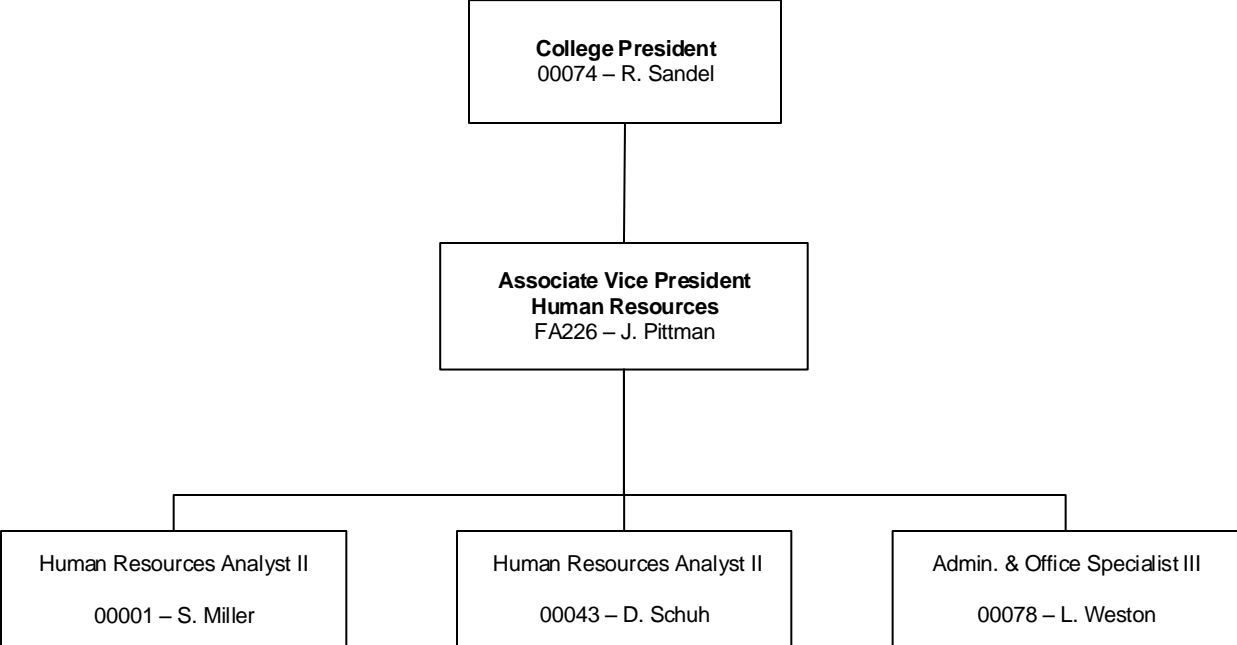 College President
00074 – R. Sandel
Associate Vice President
Human Resources
FA226 – J. Pittman
Human Resources Analyst II
00001 – S. Miller
Human Resources Analyst II
00043 – D. Schuh
Admin. & Office Specialist III
00078 – L. Weston